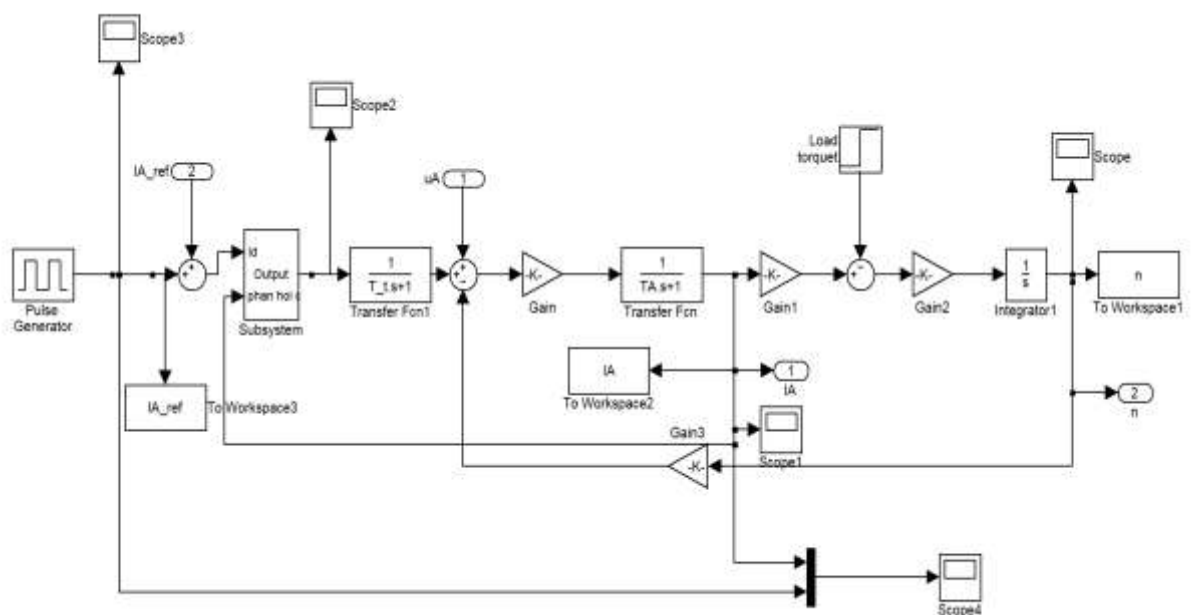 Scope3
Scope2
IA_ref
2
uA
1
Load
torquet
Scope
Pulse
Generator
Id
Output
phan hoi c
Subsystem
1
T_t.s+1
Transfer Fcn1
-K-
Gain
1
TA.s+1
Transfer Fcn
-K-
Gain1
-K-
Gain2
1
s
Integrator1
n
To Workspace1
IA_ref
To Workspace3
IA
To Workspace2
1
IA
2
n
Gain3
-K-
Scope1
Scope4